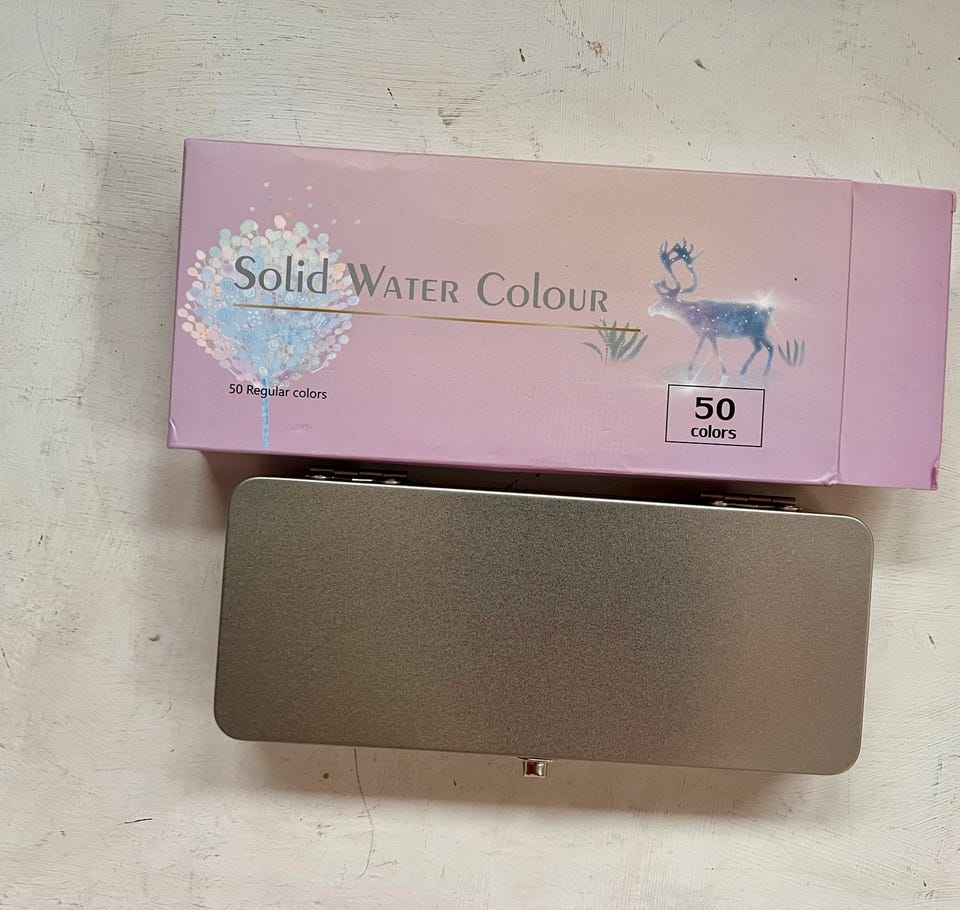 Solid WATER COLOUR
50 Regular colors
50
colors